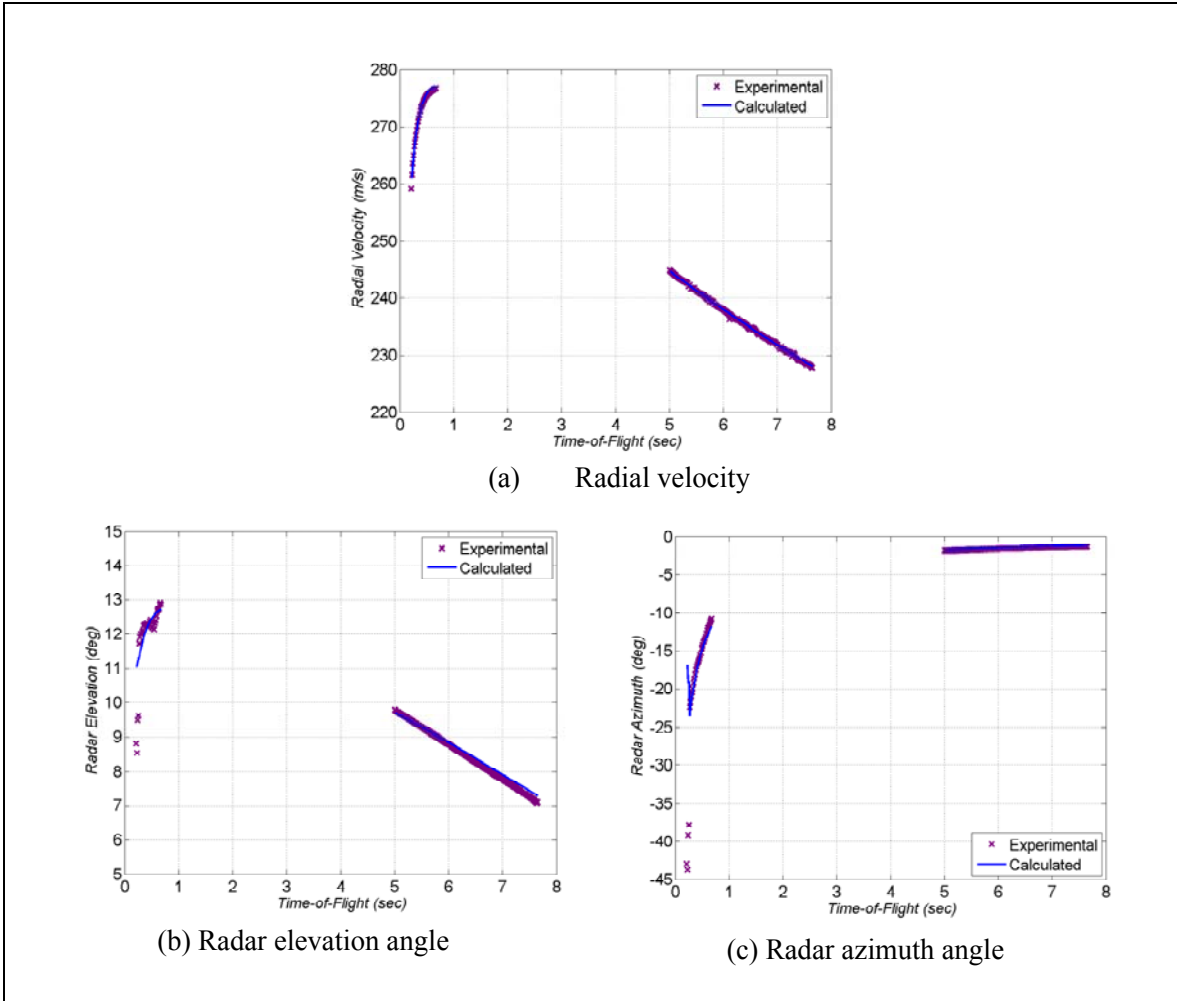 280
270
260
250
240
230
220
Radial Velocity (m/s)
Experimental
Calculated
0 1 2 3 4 5 6 7 8
Time-of-Flight (sec)
(a) Radial velocity
15
14
13
12
11
10
9
8
7
6
5
Radar Elevation (deg)
Experimental
Calculated
0 1 2 3 4 5 6 7 8
Time-of-Flight (sec)
(b) Radar elevation angle
0
-5
-10
-15
-20
-25
-30
-35
-40
-45
Radar Azimuth (deg)
Experimental
Calculated
0 1 2 3 4 5 6 7 8
Time-of-Flight (sec)
(c) Radar azimuth angle